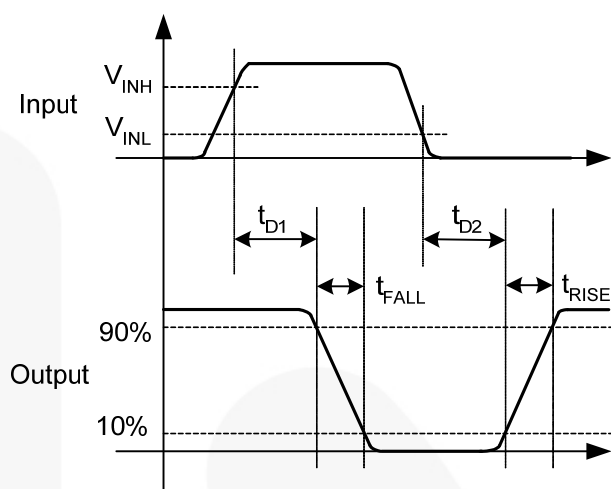 V_INH
Input
V_INL
t_D1
t_D2
t_FALL
t_RISE
90%
Output
10%